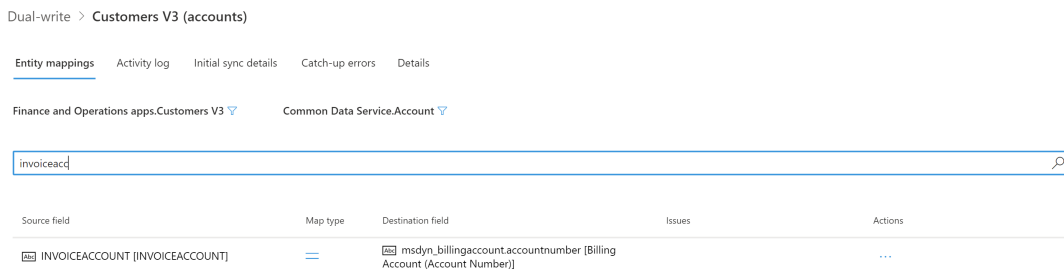 Dual-write > Customers V3 (accounts)
Entity mappings Activity log Initial sync details Catch-up errors Details
Finance and Operations apps.Customers V3 Common Data Service.Account
invoiceacc
Source field Map type Destination field Issues Actions
Abc INVOICEACCOUNT [INVOICEACCOUNT] = Abc msdyn_billingaccount.accountnumber [Billing
Account (Account Number)] ...